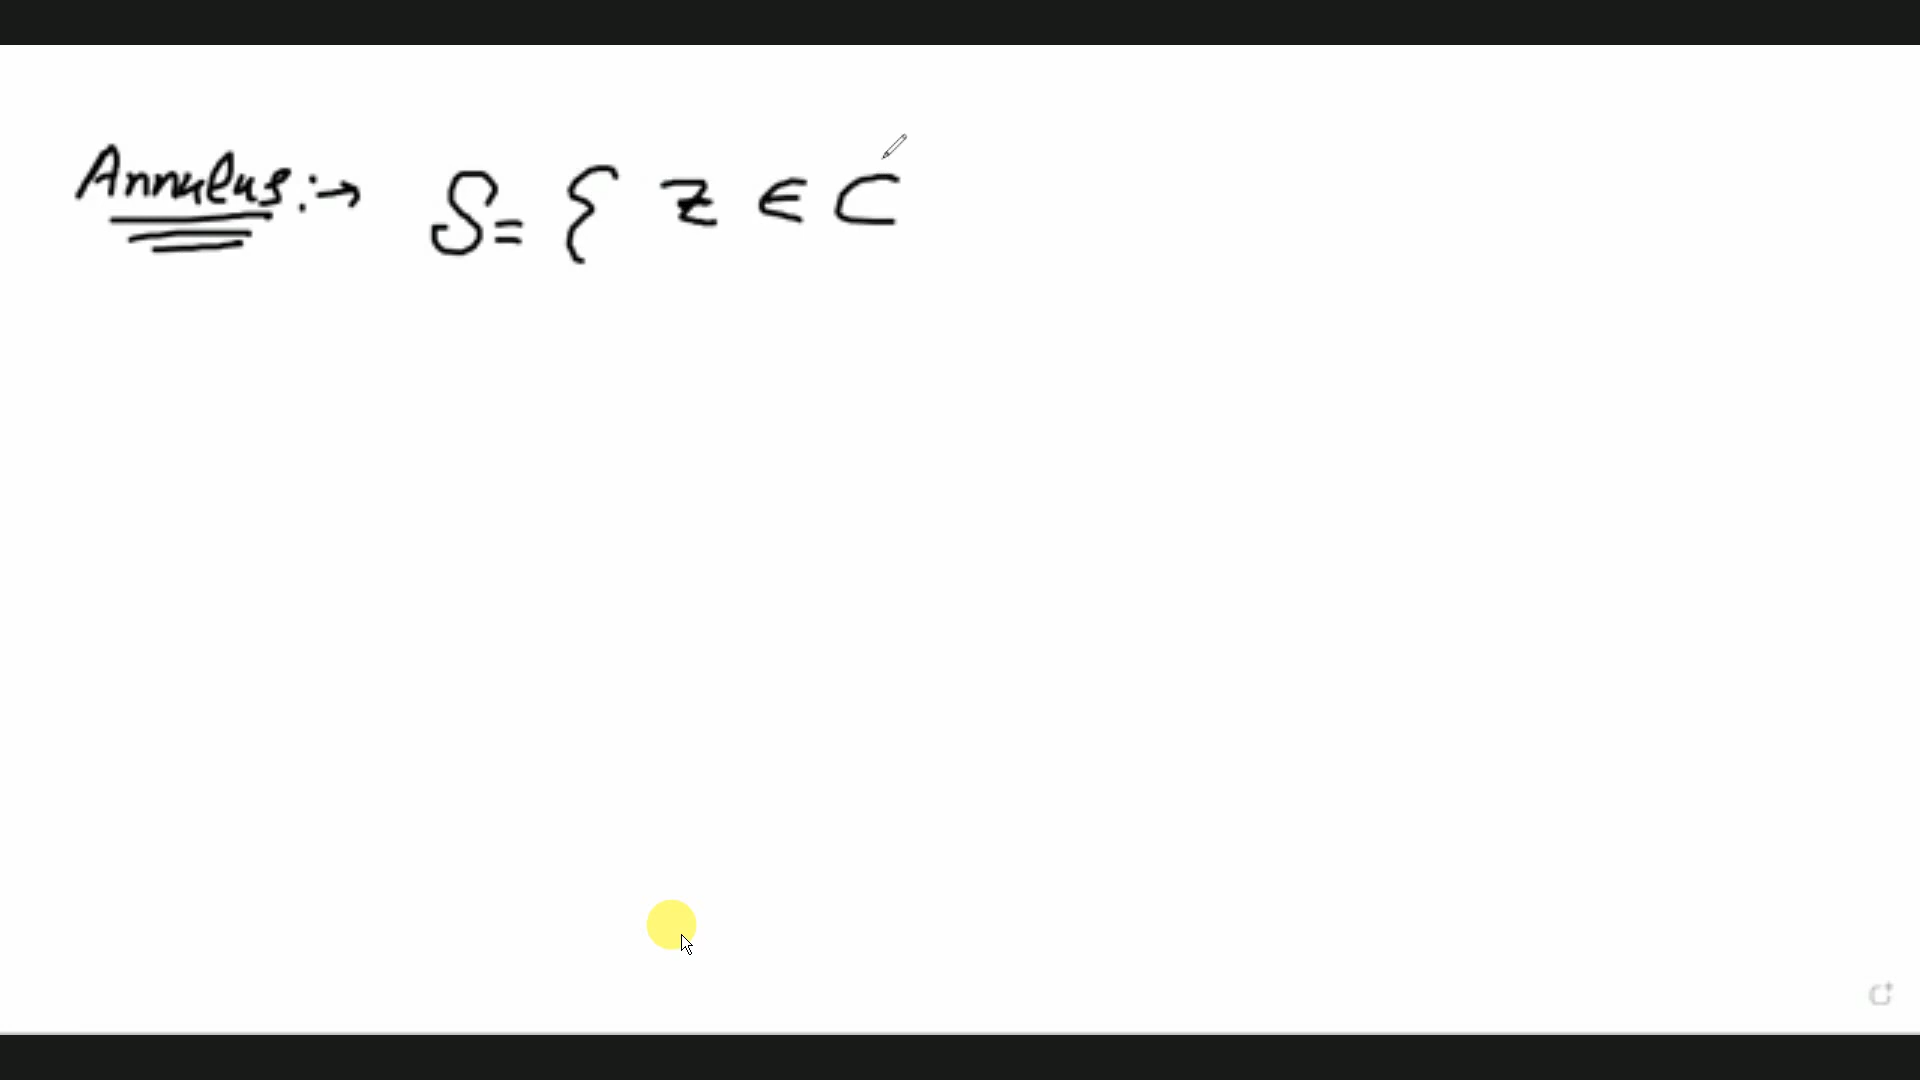 Annulus :→ S = { z ∈ C